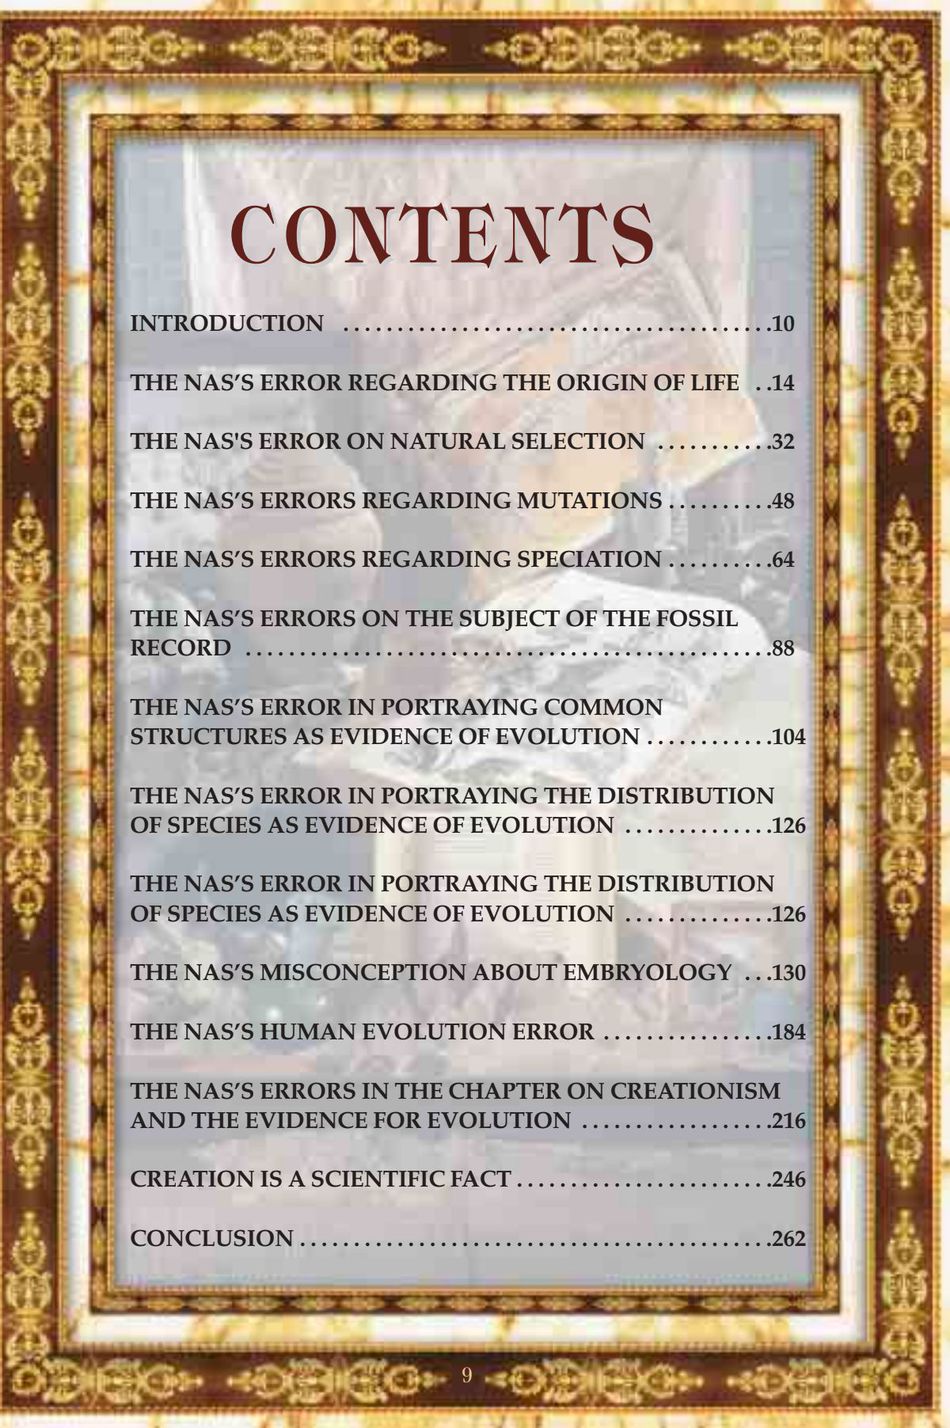 CONTENTS
INTRODUCTION .......................................10
THE NAS’S ERROR REGARDING THE ORIGIN OF LIFE ..14
THE NAS'S ERROR ON NATURAL SELECTION ...........32
THE NAS’S ERRORS REGARDING MUTATIONS ..........48
THE NAS’S ERRORS REGARDING SPECIATION ..........64
THE NAS’S ERRORS ON THE SUBJECT OF THE FOSSIL
RECORD .................................................88
THE NAS’S ERROR IN PORTRAYING COMMON
STRUCTURES AS EVIDENCE OF EVOLUTION ............104
THE NAS’S ERROR IN PORTRAYING THE DISTRIBUTION
OF SPECIES AS EVIDENCE OF EVOLUTION ..............126
THE NAS’S ERROR IN PORTRAYING THE DISTRIBUTION
OF SPECIES AS EVIDENCE OF EVOLUTION ..............126
THE NAS’S MISCONCEPTION ABOUT EMBRYOLOGY ...130
THE NAS’S HUMAN EVOLUTION ERROR ................184
THE NAS’S ERRORS IN THE CHAPTER ON CREATIONISM
AND THE EVIDENCE FOR EVOLUTION ..................216
CREATION IS A SCIENTIFIC FACT ........................246
CONCLUSION ............................................262
9